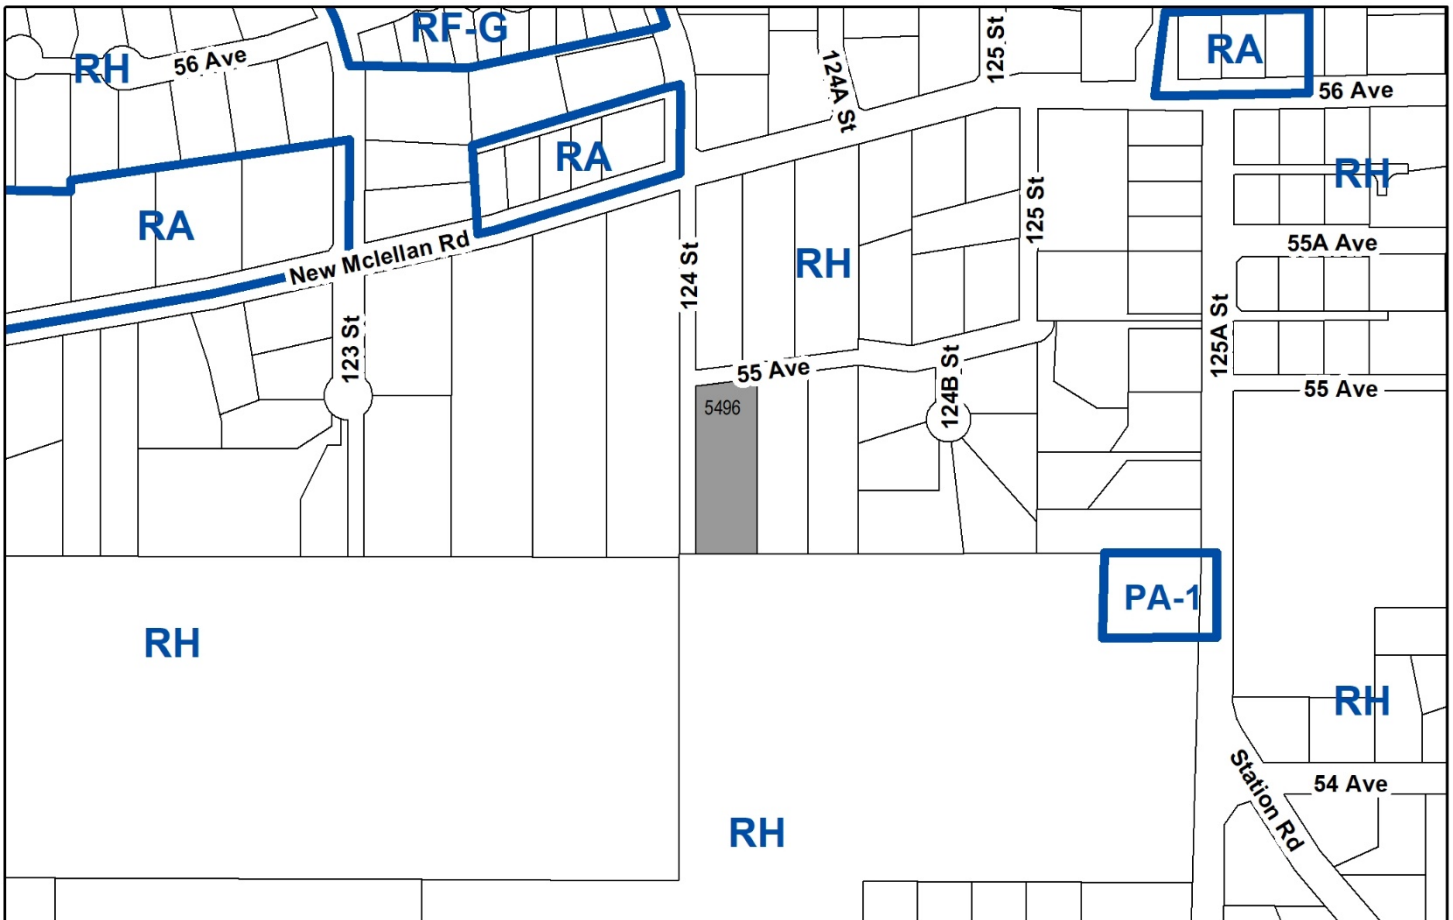 RF-G
125 St
RA
RH
56 Ave
124A St
56 Ave
RA
RH
RA
125 St
55A Ave
New Mclellan Rd
124 St
RH
123 St
125A St
55 Ave
124B St
55 Ave
5496
PA-1
RH
RH
Station Rd
54 Ave
RH